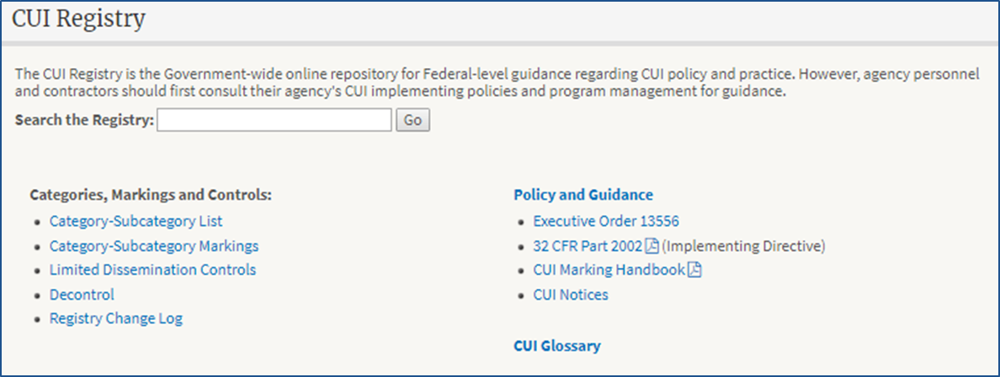 CUI Registry
The CUI Registry is the Government-wide online repository for Federal-level guidance regarding CUI policy and practice. However, agency personnel
and contractors should first consult their agency's CUI implementing policies and program management for guidance.
Search the Registry: Go
Categories, Markings and Controls:
Category-Subcategory List
Category-Subcategory Markings
Limited Dissemination Controls
Decontrol
Registry Change Log
Policy and Guidance
Executive Order 13556
32 CFR Part 2002 (Implementing Directive)
CUI Marking Handbook
CUI Notices
CUI Glossary